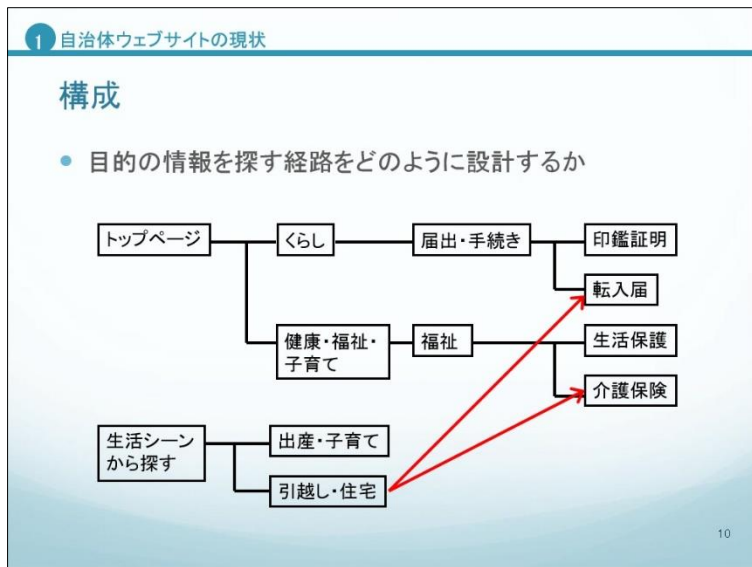 1 自治体ウェブサイトの現状
構成
• 目的の情報を探す経路をどのように設計するか
トップページ
くらし
届出・手続き
印鑑証明
転入届
健康・福祉・
子育て
福祉
生活保護
介護保険
生活シーン
から探す
出産・子育て
引越し・住宅
10